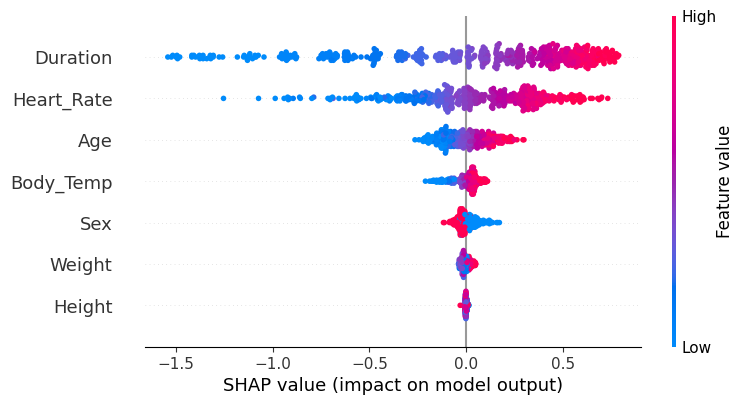 High
Duration
Heart_Rate
Age
Body_Temp
Sex
Weight
Height
Feature value
Low
−1.5 −1.0 −0.5 0.0 0.5
SHAP value (impact on model output)